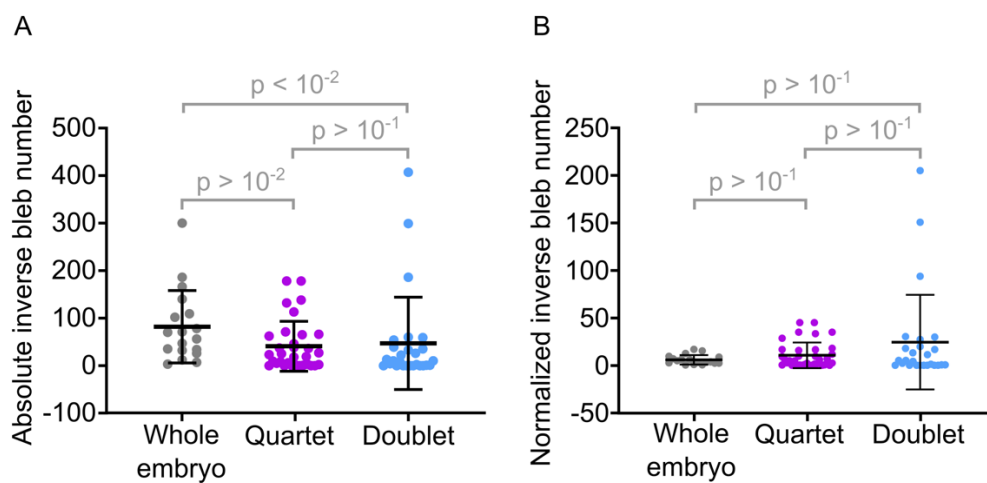 A
Absolute inverse bleb number
500
400
300
200
100
0
-100
p < 10⁻²
p > 10⁻¹
p > 10⁻²
Whole
embryo
Quartet
Doublet
B
Normalized inverse bleb number
250
200
150
100
50
0
-50
p > 10⁻¹
p > 10⁻¹
p > 10⁻¹
Whole
embryo
Quartet
Doublet